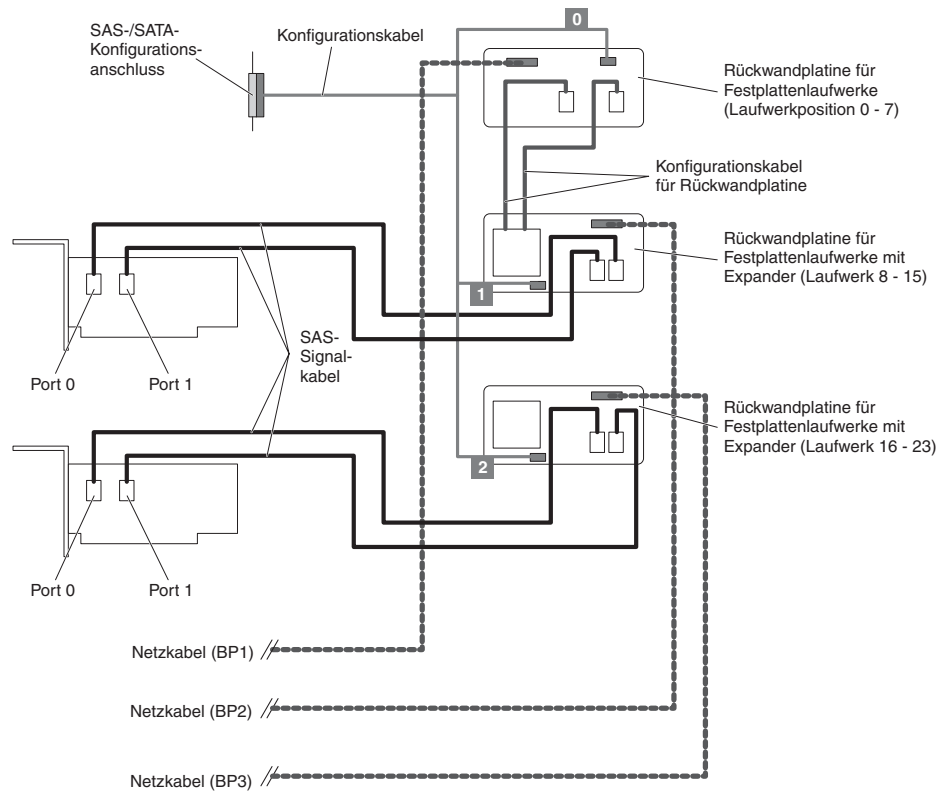 0
SAS-/SATA-
Konfigurations-
anschluss
Konfigurationskabel
Rückwandplatine für
Festplattenlaufwerke
(Laufwerkposition 0 - 7)
Konfigurationskabel
für Rückwandplatine
Rückwandplatine für
Festplattenlaufwerke mit
Expander (Laufwerk 8 - 15)
1
SAS-
Signal-
kabel
Port 0
Port 1
Rückwandplatine für
Festplattenlaufwerke mit
Expander (Laufwerk 16 - 23)
2
Port 0
Port 1
Netzkabel (BP1)
Netzkabel (BP2)
Netzkabel (BP3)